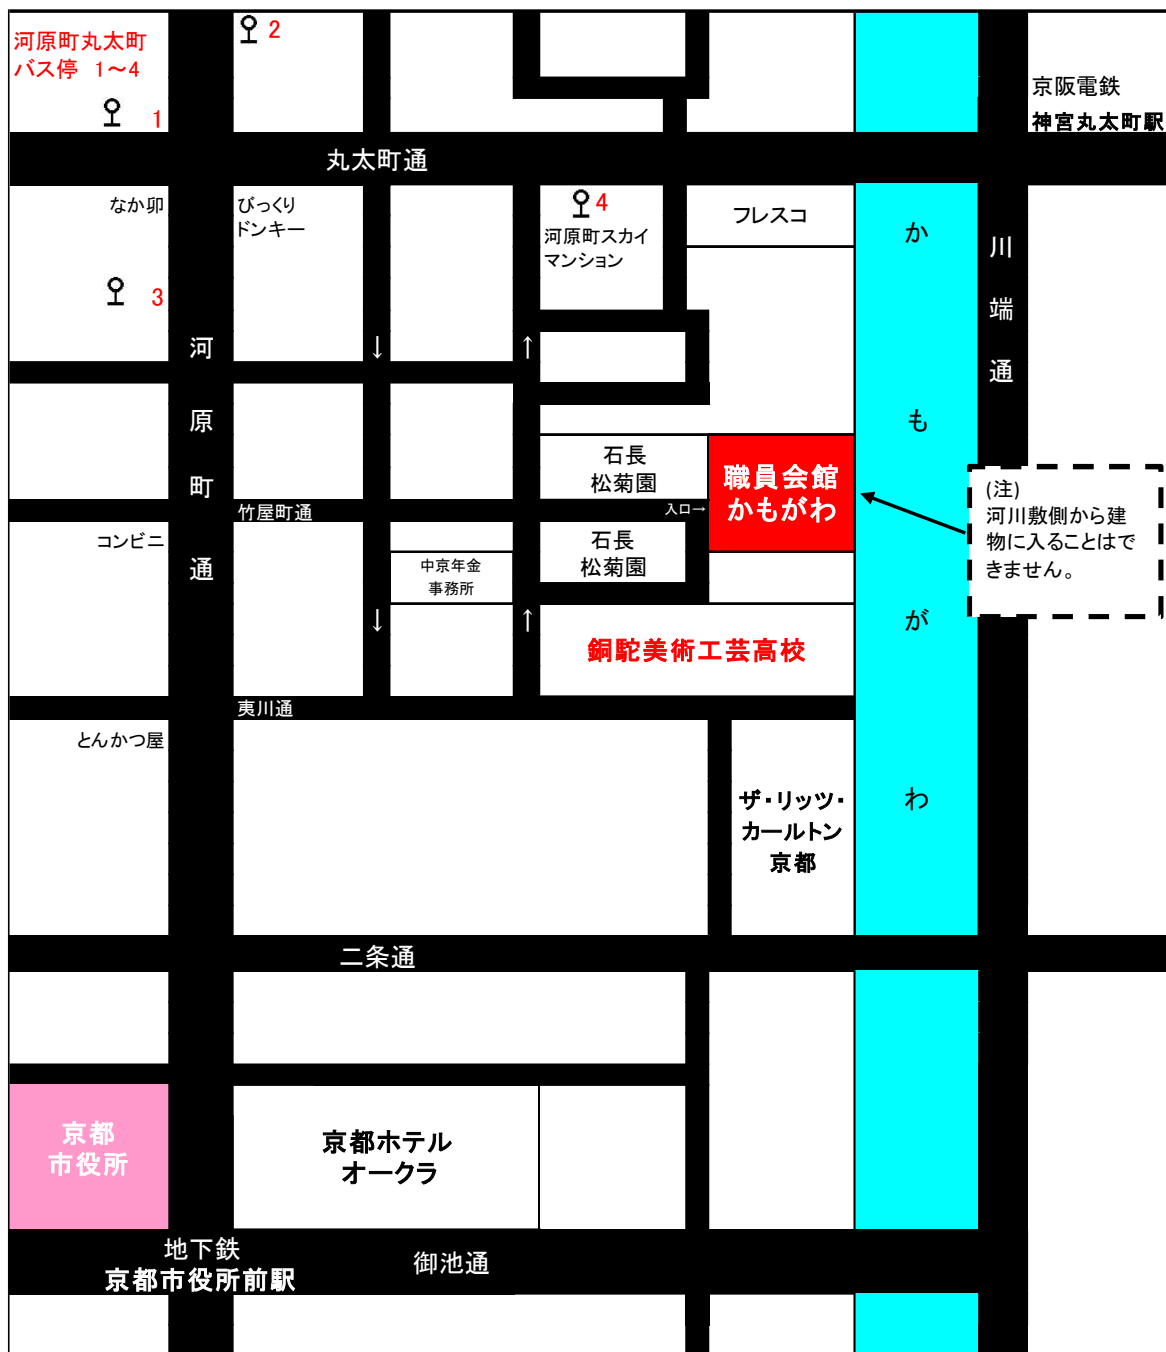 河原町丸太町
バス停 1～4
1
2
京阪電鉄
神宮丸太町駅
丸太町通
なか卯
びっくり
ドンキー
4
河原町スカイ
マンション
フレスコ
3
河原町通
↓
↑
かもがわ
川端通
石長
松菊園
職員会館
かもがわ
竹屋町通
入口→
(注)
河川敷側から建
物に入ることはで
きません。
コンビニ
中京年金
事務所
石長
松菊園
↓
↑
銅駝美術工芸高校
夷川通
とんかつ屋
ザ・リッツ・
カールトン
京都
二条通
京都
市役所
京都ホテル
オークラ
地下鉄
京都市役所前駅
御池通